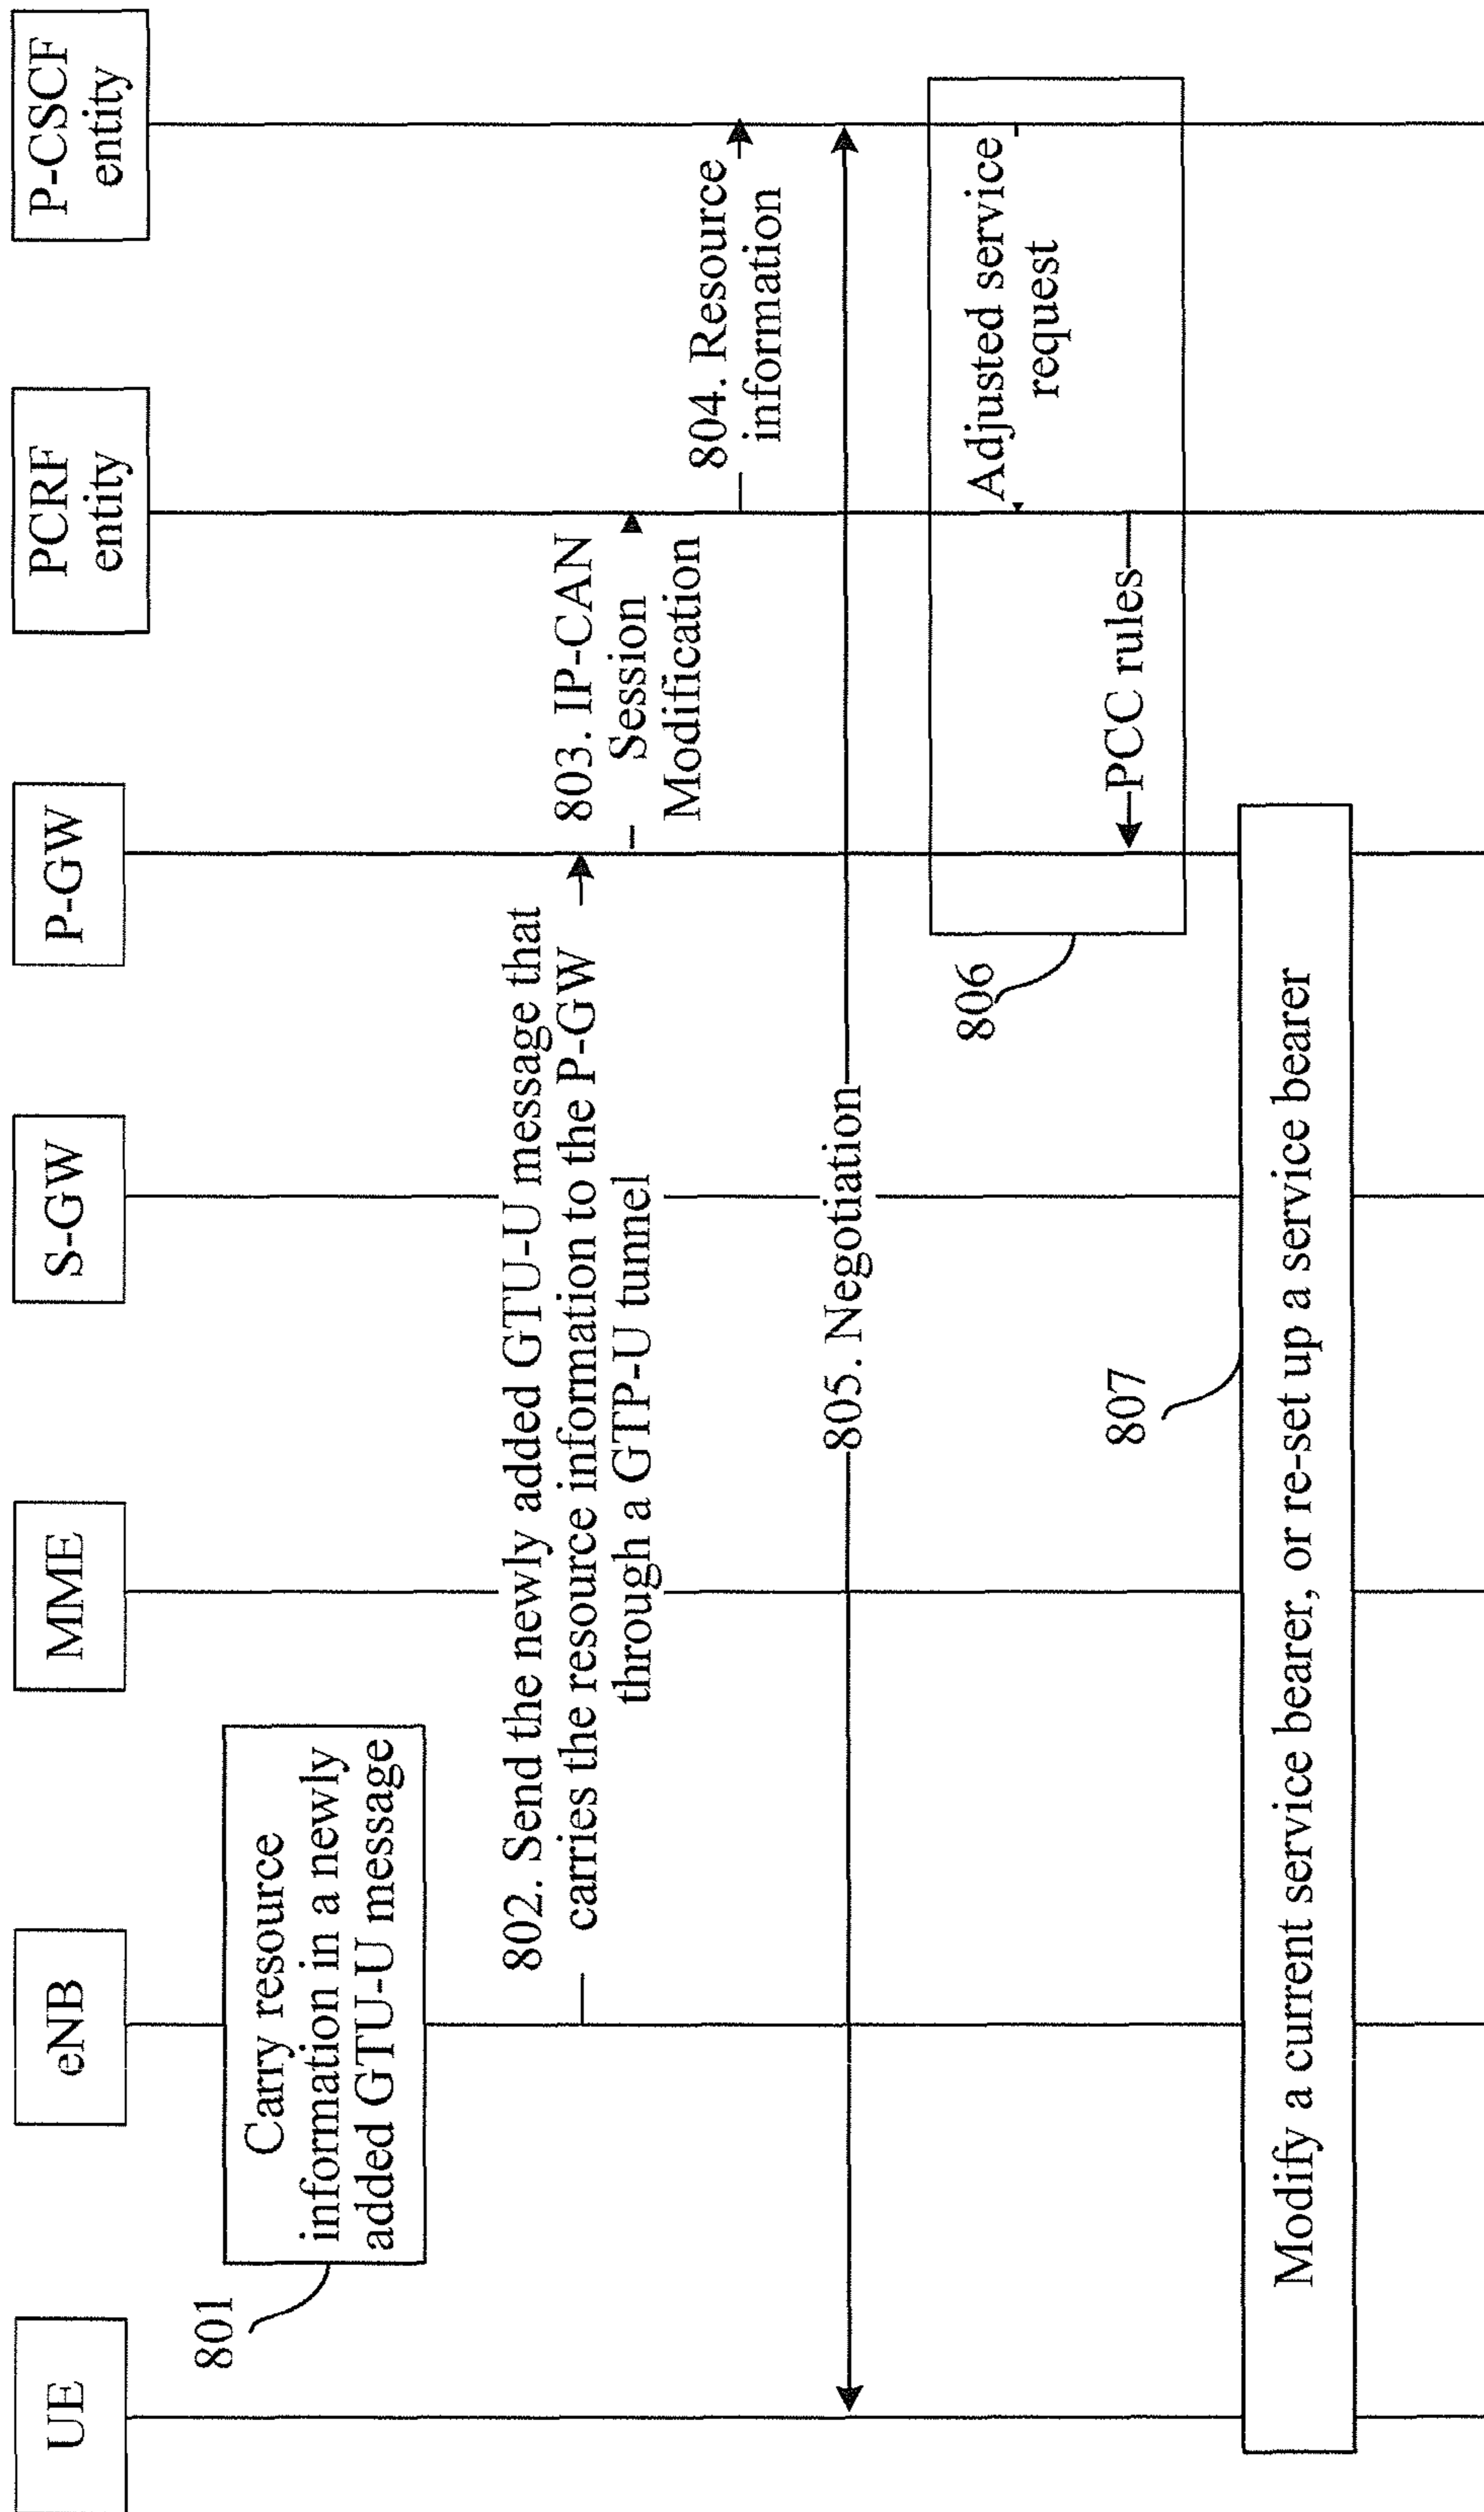 UE
eNB
MME
S-GW
P-GW
PCRF
entity
P-CSCF
entity
801
Carry resource
information in a newly
added GTU-U message
802. Send the newly added GTU-U message that
carries the resource information to the P-GW
through a GTP-U tunnel
803. IP-CAN
Session
Modification
804. Resource
information
805. Negotiation
806
Adjusted service
request
PCC rules
807
Modify a current service bearer, or re-set up a service bearer